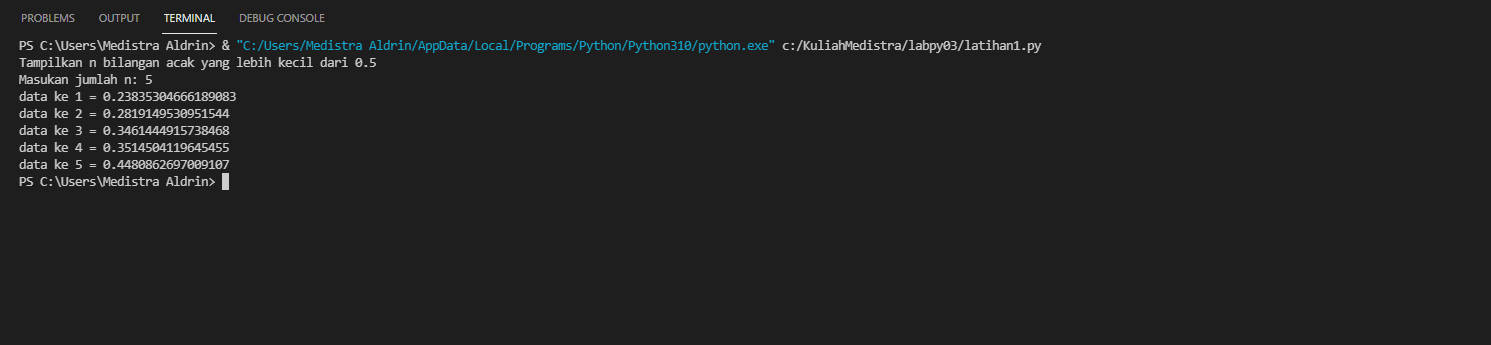 PROBLEMS OUTPUT TERMINAL DEBUG CONSOLE
PS C:\Users\Medistra Aldrin> & "C:/Users/Medistra Aldrin/AppData/Local/Programs/Python/Python310/python.exe" c:/KuliahMedistra/labpy03/latihan1.py
Tampilkan n bilangan acak yang lebih kecil dari 0.5
Masukan jumlah n: 5
data ke 1 = 0.23835304666189083
data ke 2 = 0.2819149530951544
data ke 3 = 0.3461444915738468
data ke 4 = 0.3514504119645455
data ke 5 = 0.4480862697009107
PS C:\Users\Medistra Aldrin>